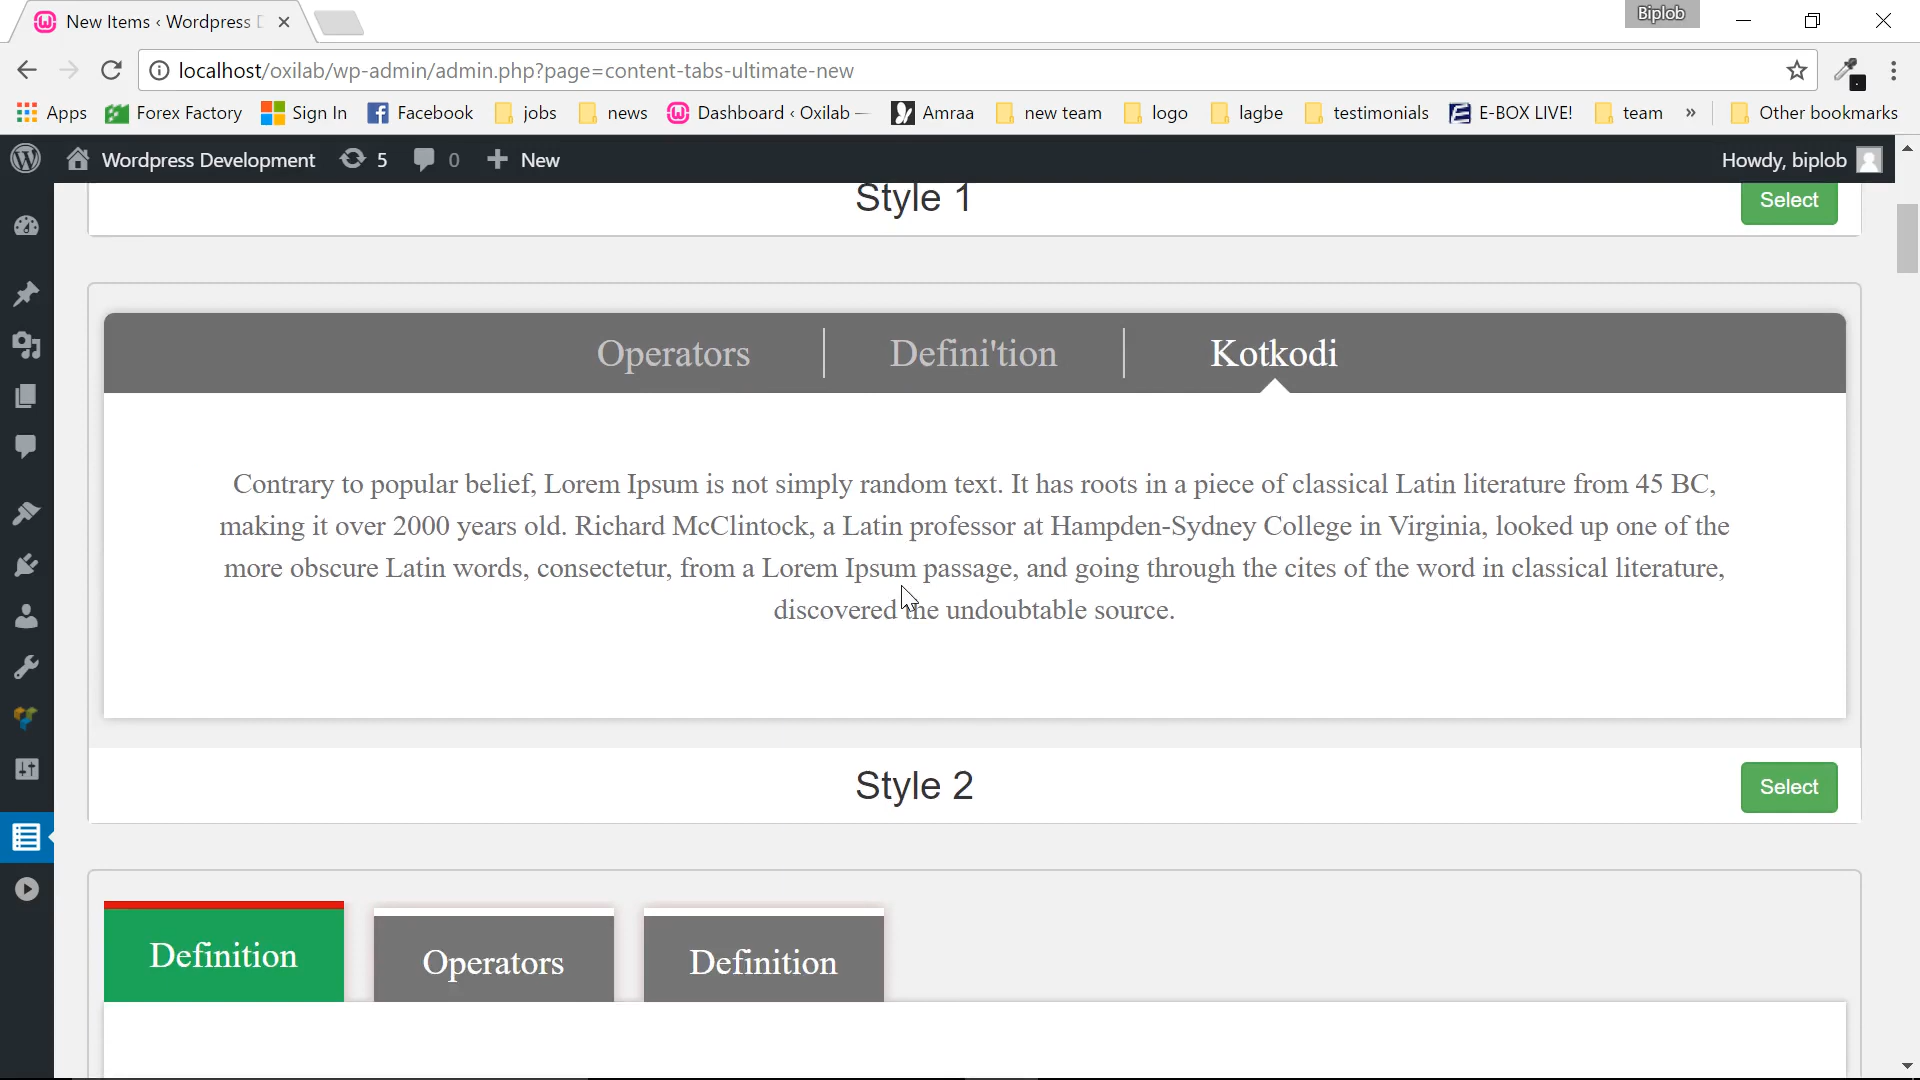 New Items ‹ Wordpress
Biplob
localhost/oxilab/wp-admin/admin.php?page=content-tabs-ultimate-new
Apps Forex Factory Sign In Facebook jobs news Dashboard ‹ Oxilab — Amraa new team logo lagbe testimonials E-BOX LIVE! team » Other bookmarks
Wordpress Development 5 0 New Howdy, biplob
Style 1 Select
Operators Defini'tion Kotkodi
Contrary to popular belief, Lorem Ipsum is not simply random text. It has roots in a piece of classical Latin literature from 45 BC,
making it over 2000 years old. Richard McClintock, a Latin professor at Hampden-Sydney College in Virginia, looked up one of the
more obscure Latin words, consectetur, from a Lorem Ipsum passage, and going through the cites of the word in classical literature,
discovered the undoubtable source.
Style 2 Select
Definition Operators Definition